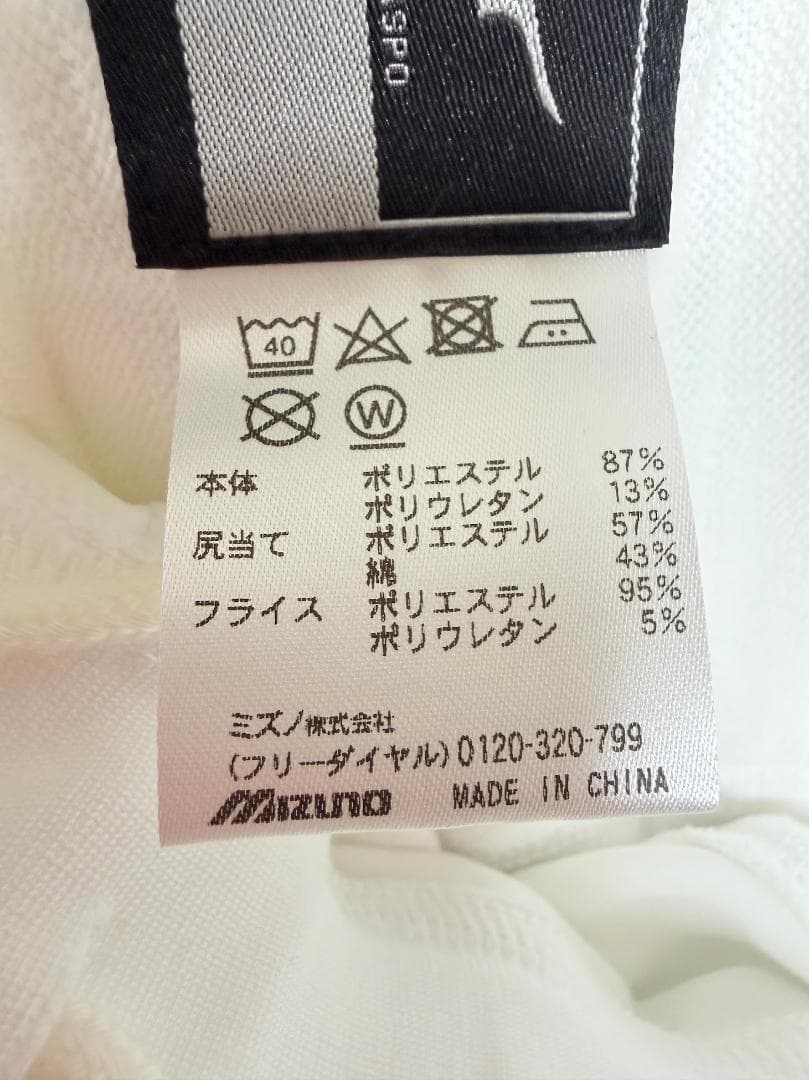 SPO
40
W
本体 ポリエステル 87%
ポリウレタン 13%
尻当て ポリエステル 57%
綿 43%
フライス ポリエステル 95%
ポリウレタン 5%
ミズノ株式会社
(フリーダイヤル)0120-320-799
Mizuno MADE IN CHINA